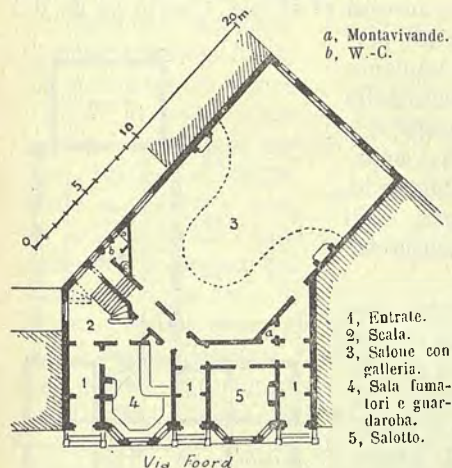 20 m.
10
5
0
a, Montavivande.
b, W.-C.
3
b
2
a
1
4
1
5
1
1, Entrate.
2, Scala.
3, Salone con
galleria.
4, Sala fuma-
tori e guar-
daroba.
5, Salotto.
Via Foord